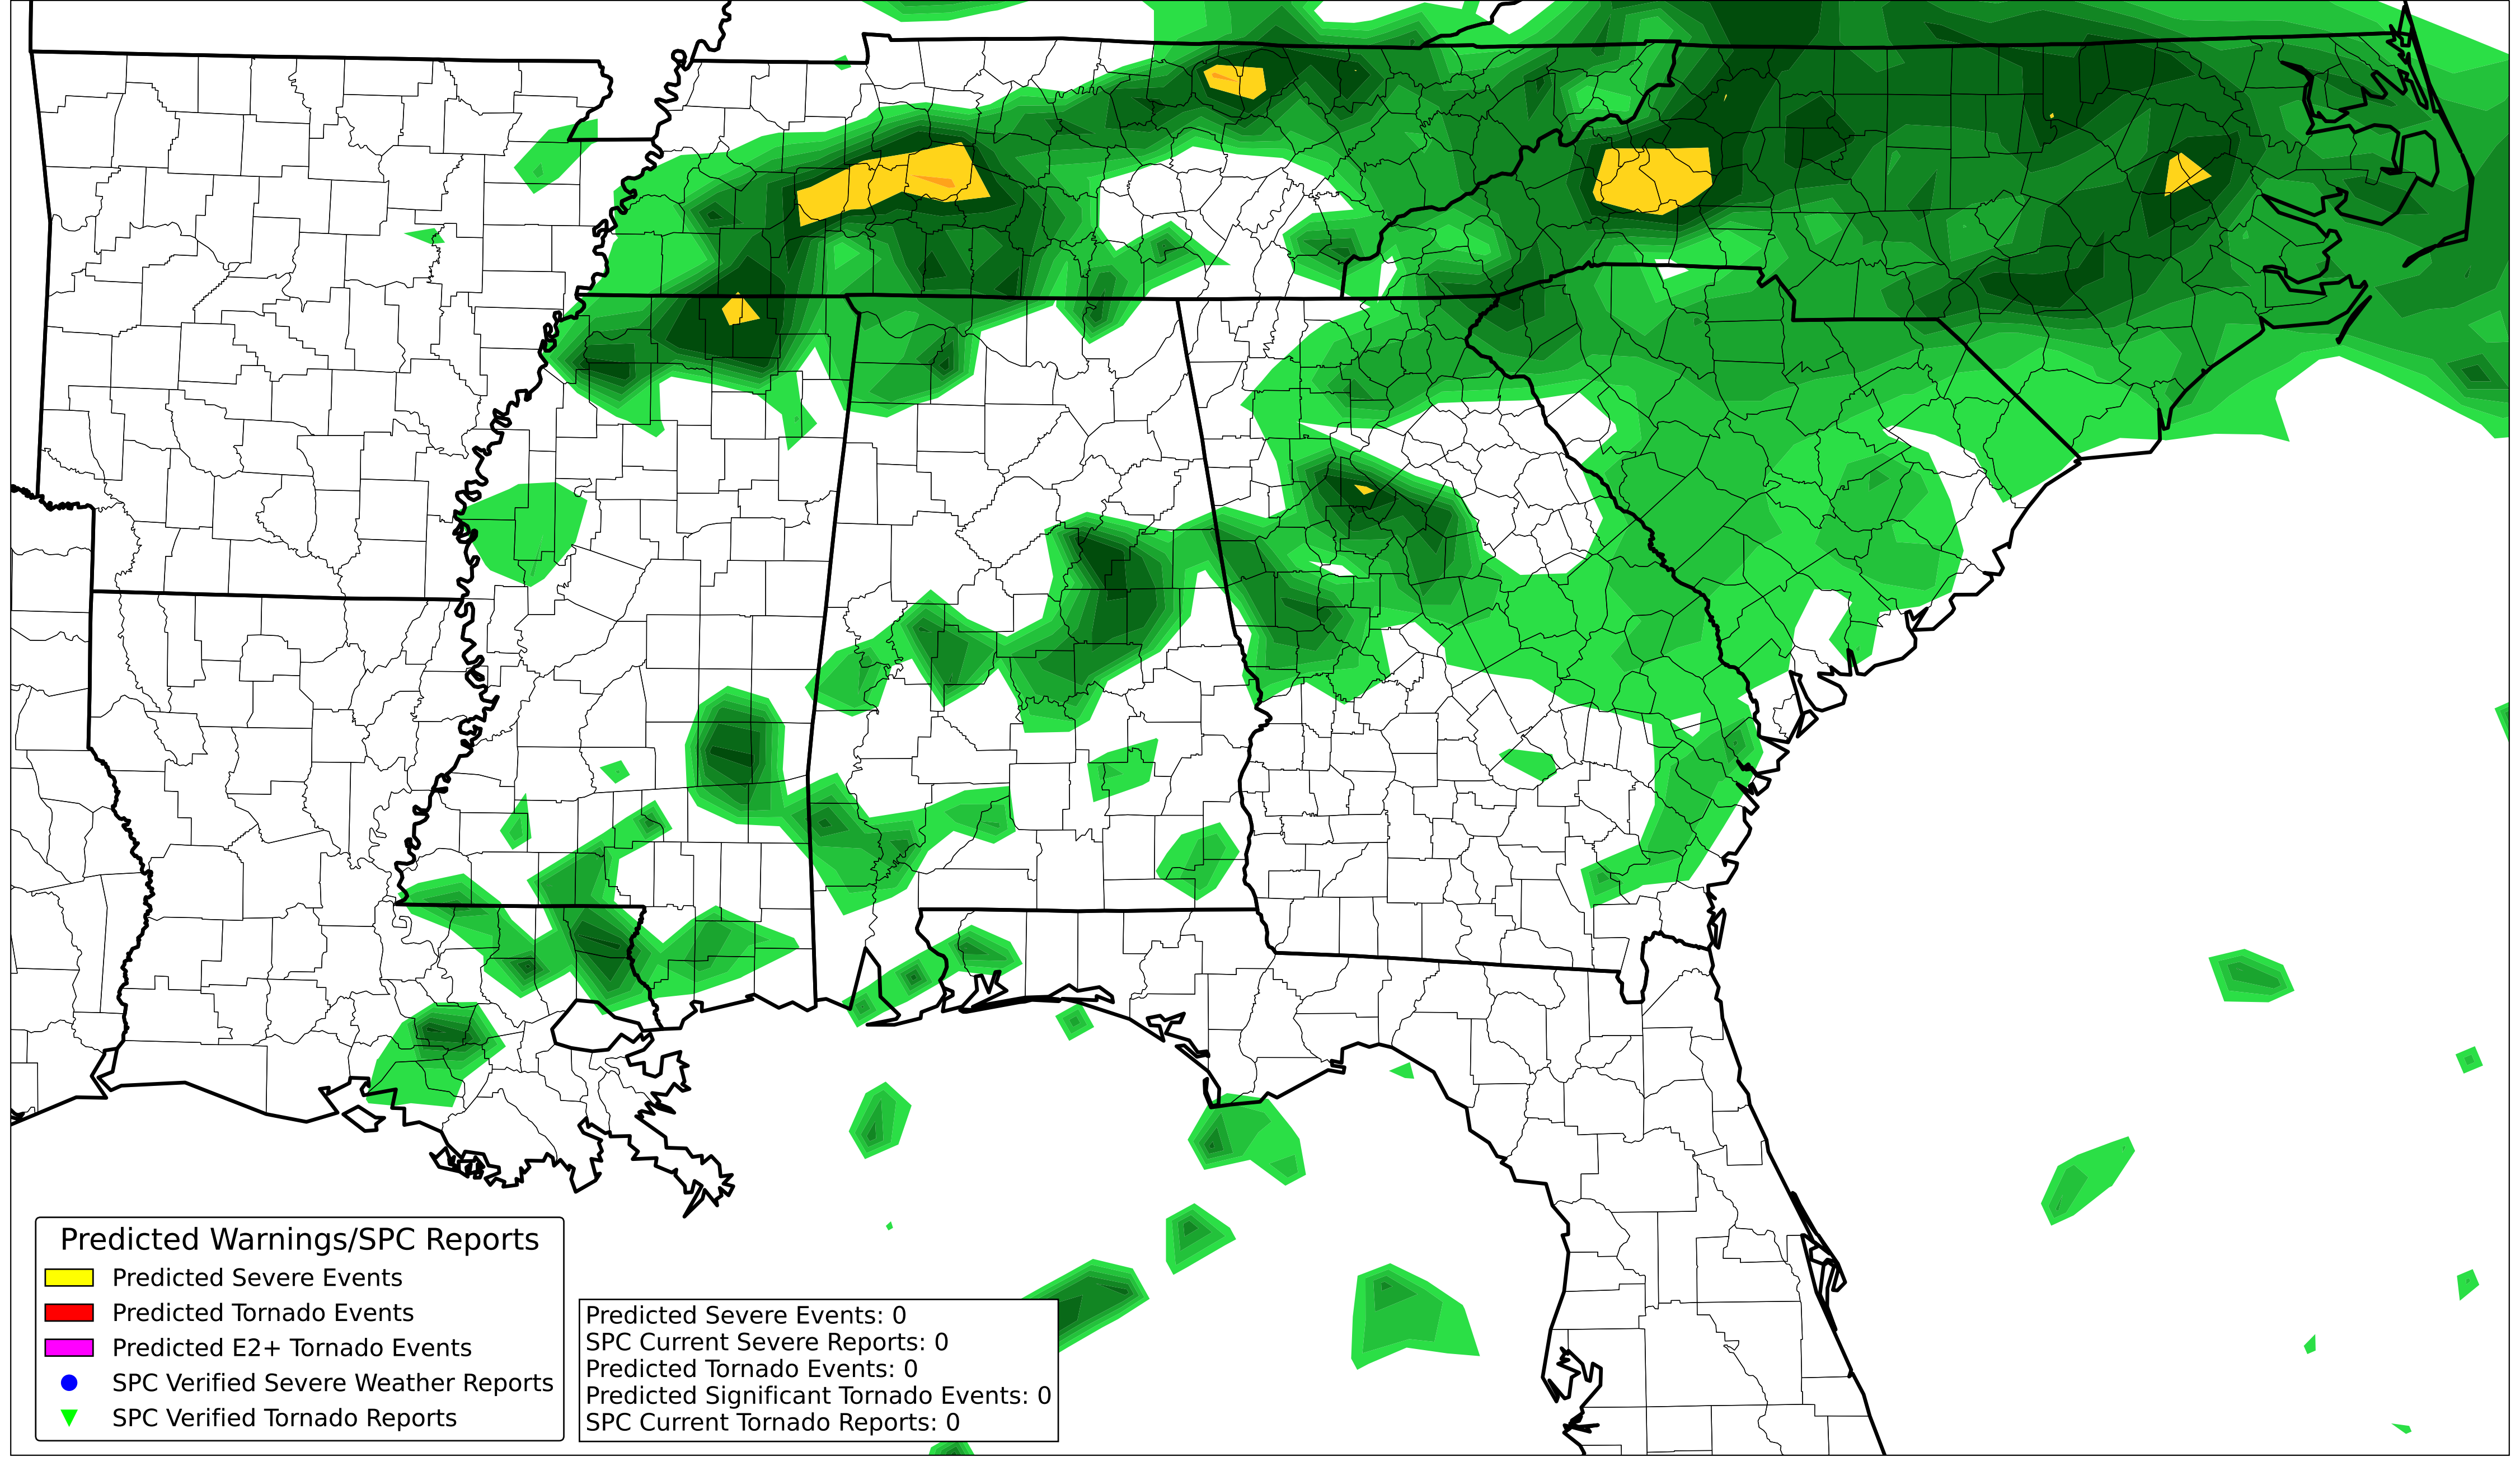 Predicted Warnings/SPC Reports
Predicted Severe Events
Predicted Tornado Events
Predicted E2+ Tornado Events
SPC Verified Severe Weather Reports
SPC Verified Tornado Reports
Predicted Severe Events: 0
SPC Current Severe Reports: 0
Predicted Tornado Events: 0
Predicted Significant Tornado Events: 0
SPC Current Tornado Reports: 0